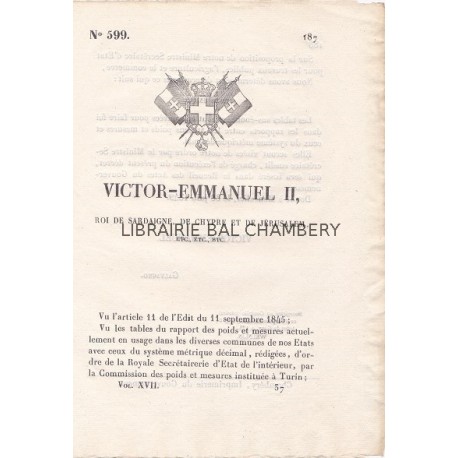 N° 599.
187
VICTOR-EMMANUEL II,
ROI DE SARDAIGNE, DE CHYPRE ET DE JÉRUSALEM,
LIBRAIRIE BAL CHAMBERY
ETC., ETC., ETC.
Vu l'article 11 de l'Edit du 11 septembre 1845;
Vu les tables du rapport des poids et mesures actuel-
lement en usage dans les diverses communes de nos Etats
avec ceux du système métrique décimal, rédigées, d'or-
dre de la Royale Secrétairerie d'Etat de l'intérieur, par
la Commission des poids et mesures instituée à Turin;
Vol. XVII. 57